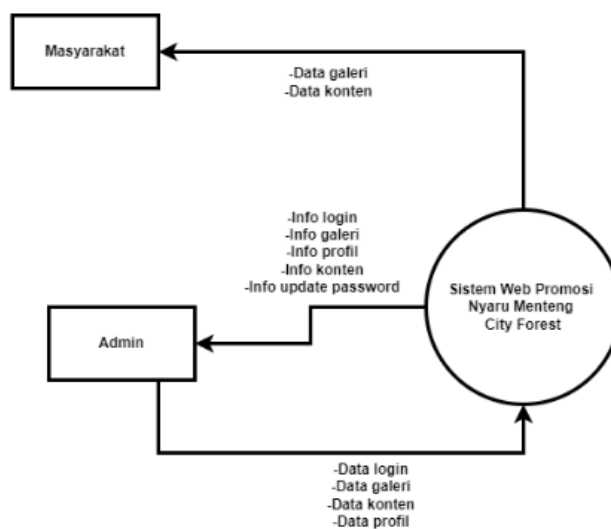 Masyarakat
-Data galeri
-Data konten
-Info login
-Info galeri
-Info profil
-Info konten
-Info update password
Sistem Web Promosi
Nyaru Menteng
City Forest
Admin
-Data login
-Data galeri
-Data konten
-Data profil